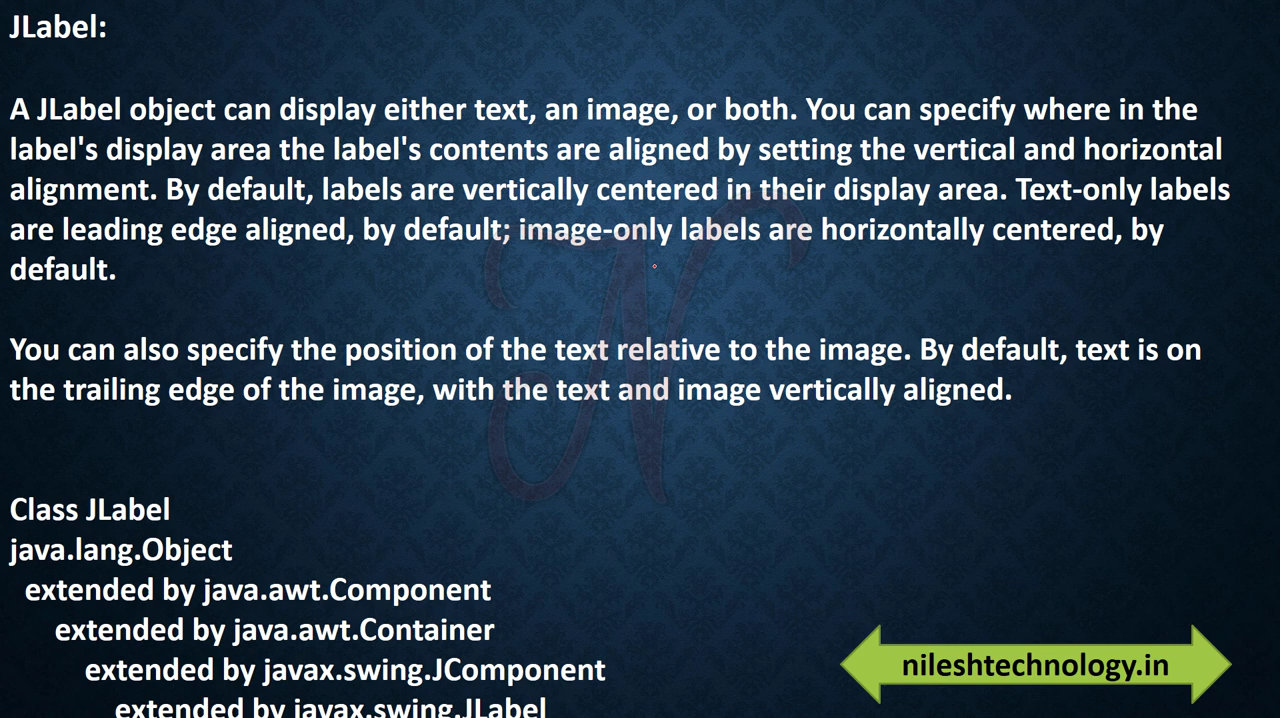 JLabel:
A JLabel object can display either text, an image, or both. You can specify where in the
label's display area the label's contents are aligned by setting the vertical and horizontal
alignment. By default, labels are vertically centered in their display area. Text-only labels
are leading edge aligned, by default; image-only labels are horizontally centered, by
default.
You can also specify the position of the text relative to the image. By default, text is on
the trailing edge of the image, with the text and image vertically aligned.
Class JLabel
java.lang.Object
extended by java.awt.Component
extended by java.awt.Container
extended by javax.swing.JComponent
extended by javax.swing.JLabel
nileshtechnology.in
N